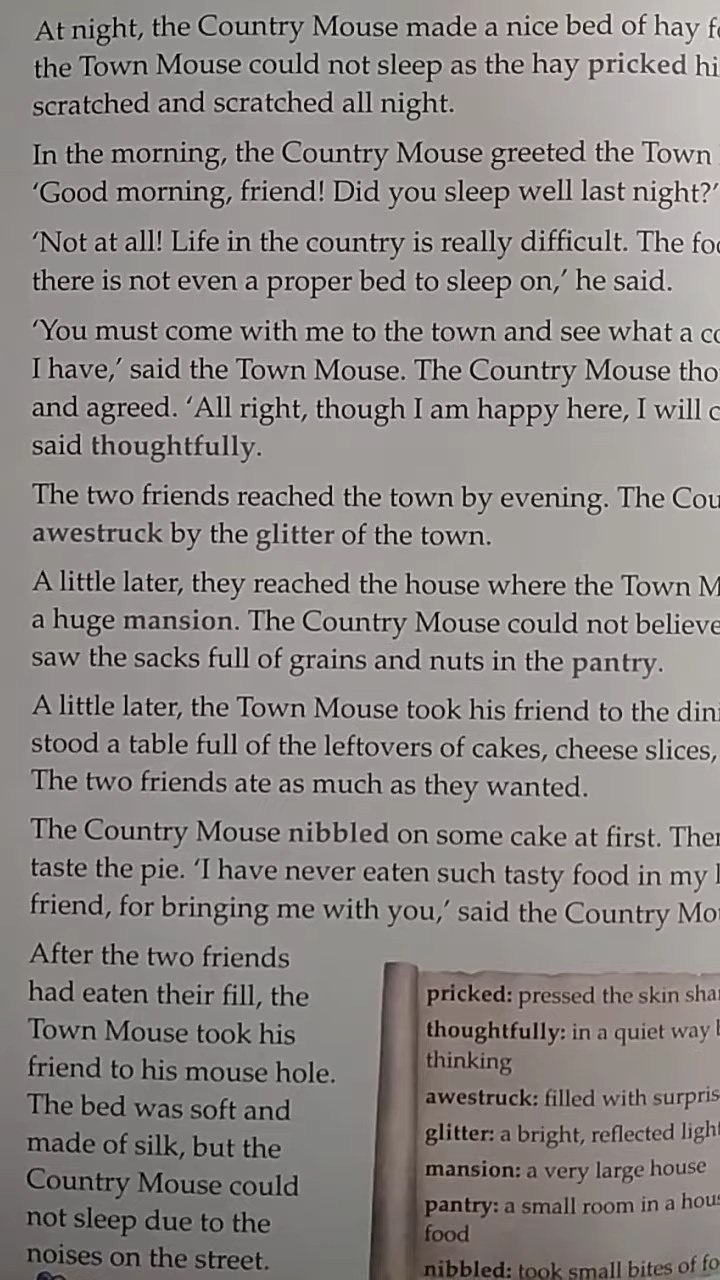 At night, the Country Mouse made a nice bed of hay
the Town Mouse could not sleep as the hay pricked
scratched and scratched all night.
In the morning, the Country Mouse greeted the Town
‘Good morning, friend! Did you sleep well last night?’
‘Not at all! Life in the country is really difficult. The
there is not even a proper bed to sleep on,’ he said.
‘You must come with me to the town and see what a
I have,’ said the Town Mouse. The Country Mouse
and agreed. ‘All right, though I am happy here, I will
said thoughtfully.
The two friends reached the town by evening. The
awestruck by the glitter of the town.
A little later, they reached the house where the Town
a huge mansion. The Country Mouse could not believe
saw the sacks full of grains and nuts in the pantry.
A little later, the Town Mouse took his friend to the
stood a table full of the leftovers of cakes, cheese slices,
The two friends ate as much as they wanted.
The Country Mouse nibbled on some cake at first.
taste the pie. ‘I have never eaten such tasty food in my
friend, for bringing me with you,’ said the Country
After the two friends
had eaten their fill, the
Town Mouse took his
friend to his mouse hole.
The bed was soft and
made of silk, but the
Country Mouse could
not sleep due to the
noises on the street.
pricked: pressed the skin
thoughtfully: in a quiet way
thinking
awestruck: filled with
glitter: a bright, reflected
mansion: a very large house
pantry: a small room in a
food
nibbled: took small bites of